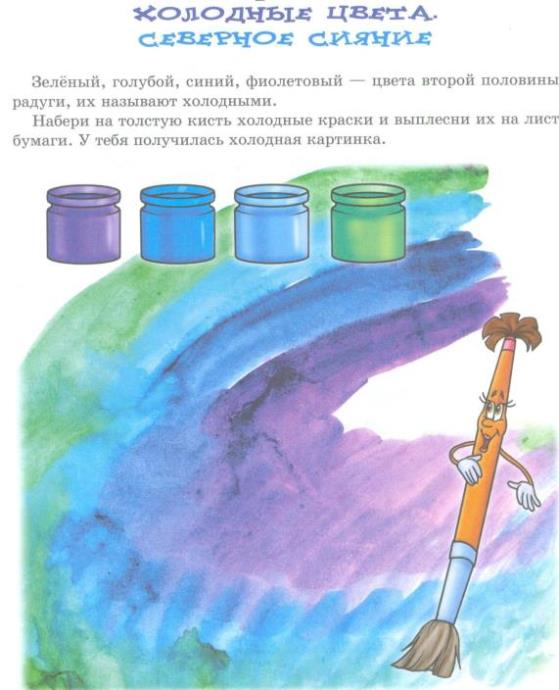 ХОЛОДНЫЕ ЦВЕТА.
СЕВЕРНОЕ СИЯНИЕ
Зелёный, голубой, синий, фиолетовый — цвета второй половины
радуги, их называют холодными.
Набери на толстую кисть холодные краски и выплесни их на лист
бумаги. У тебя получилась холодная картинка.